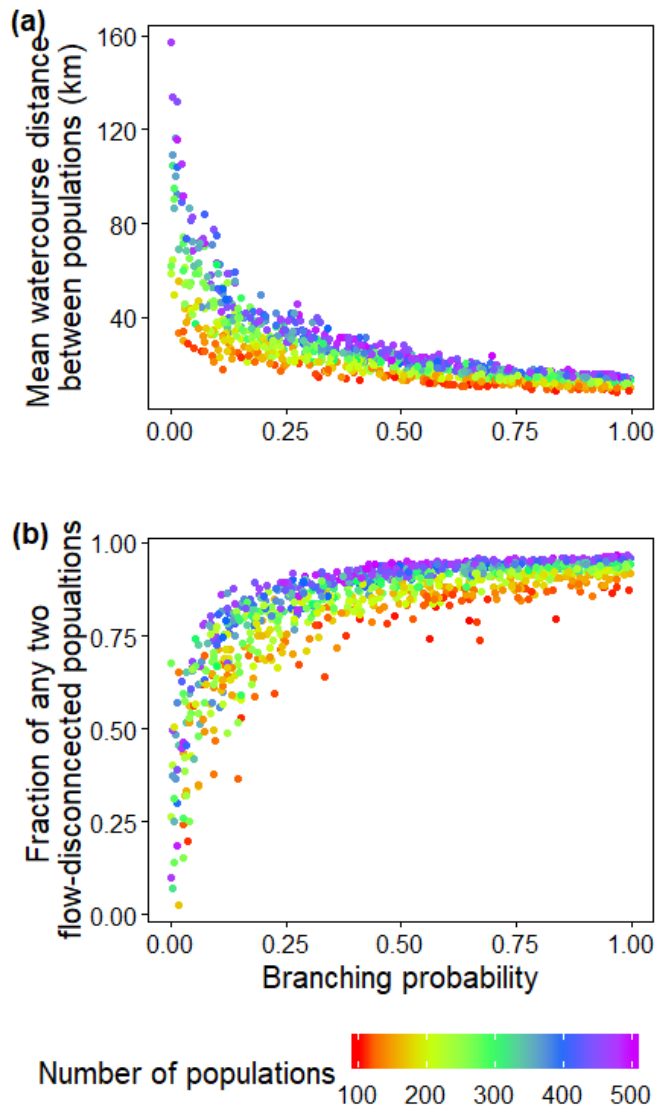 (a)
Mean watercourse distance
between populations (km)
160
120
80
40
0.00 0.25 0.50 0.75 1.00
(b)
Fraction of any two
flow-disconncected populaltions
1.00
0.75
0.50
0.25
0.00
0.00 0.25 0.50 0.75 1.00
Branching probability
Number of populations
100 200 300 400 500